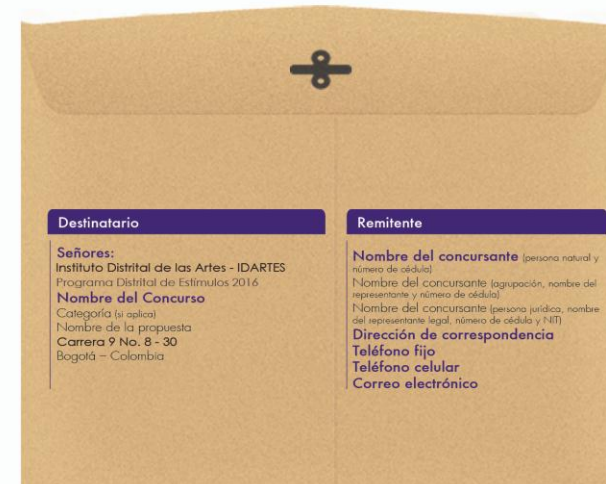 Destinatario
Señores:
Instituto Distrital de las Artes - IDARTES
Programa Distrital de Estímulos 2016
Nombre del Concurso
Categoría (si aplica)
Nombre de la propuesta
Carrera 9 No. 8 - 30
Bogotá – Colombia
Remitente
Nombre del concursante (persona natural y
número de cédula)
Nombre del concursante (agrupación, nombre del
representante y número de cédula)
Nombre del concursante (persona jurídica, nombre
del representante legal, número de cédula y NIT)
Dirección de correspondencia
Teléfono fijo
Teléfono celular
Correo electrónico